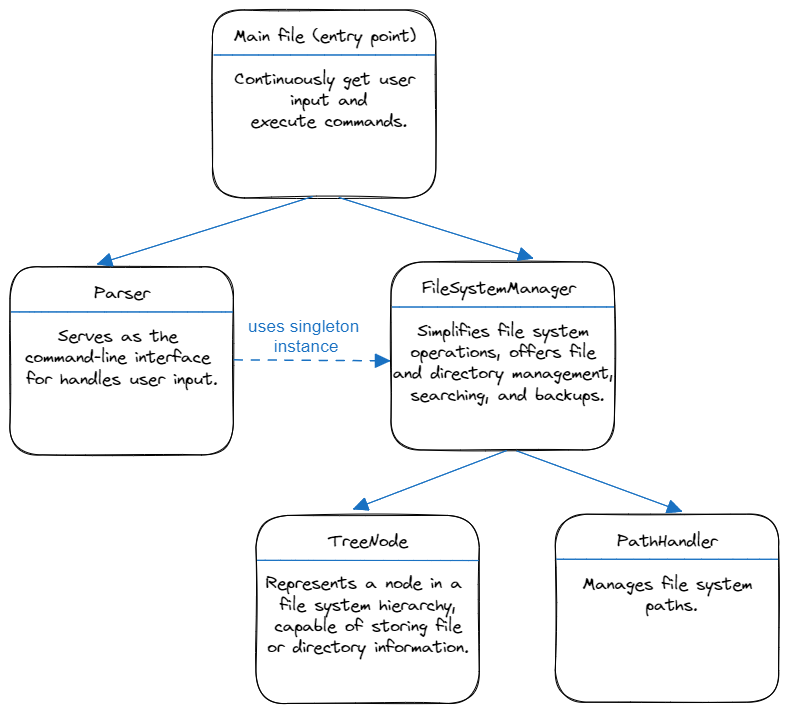 Main file (entry point)
Continuously get user
input and
execute commands.
Parser
Serves as the
command-line interface
for handles user input.
uses singleton
instance
FileSystemManager
Simplifies file system
operations, offers file
and directory management,
searching, and backups.
TreeNode
Represents a node in a
file system hierarchy,
capable of storing file
or directory information.
PathHandler
Manages file system
paths.